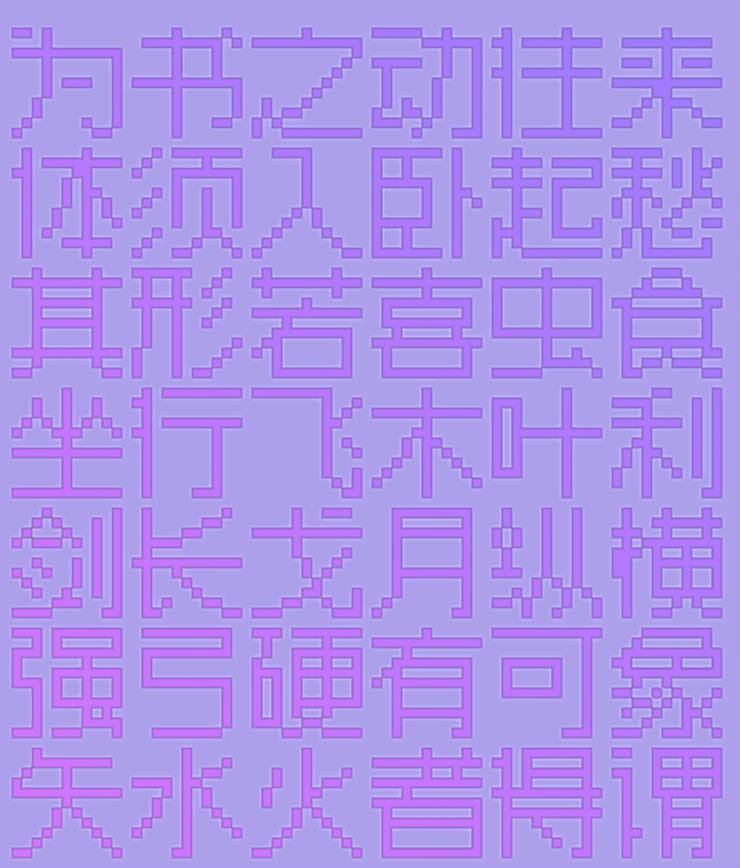 为书之动往来
体须入卧起愁
其形若喜虫食
坐行飞木叶利
剑长戈月纵横
强弓硬有可象
矢水火者得谓